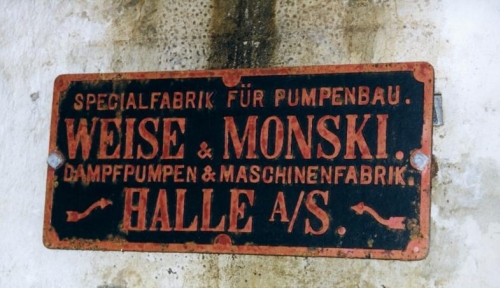 SPECIALFABRIK FÜR PUMPENBAU.
WEISE & MONSKI.
DAMPFPUMPEN & MASCHINENFABRIK.
HALLE A/S.